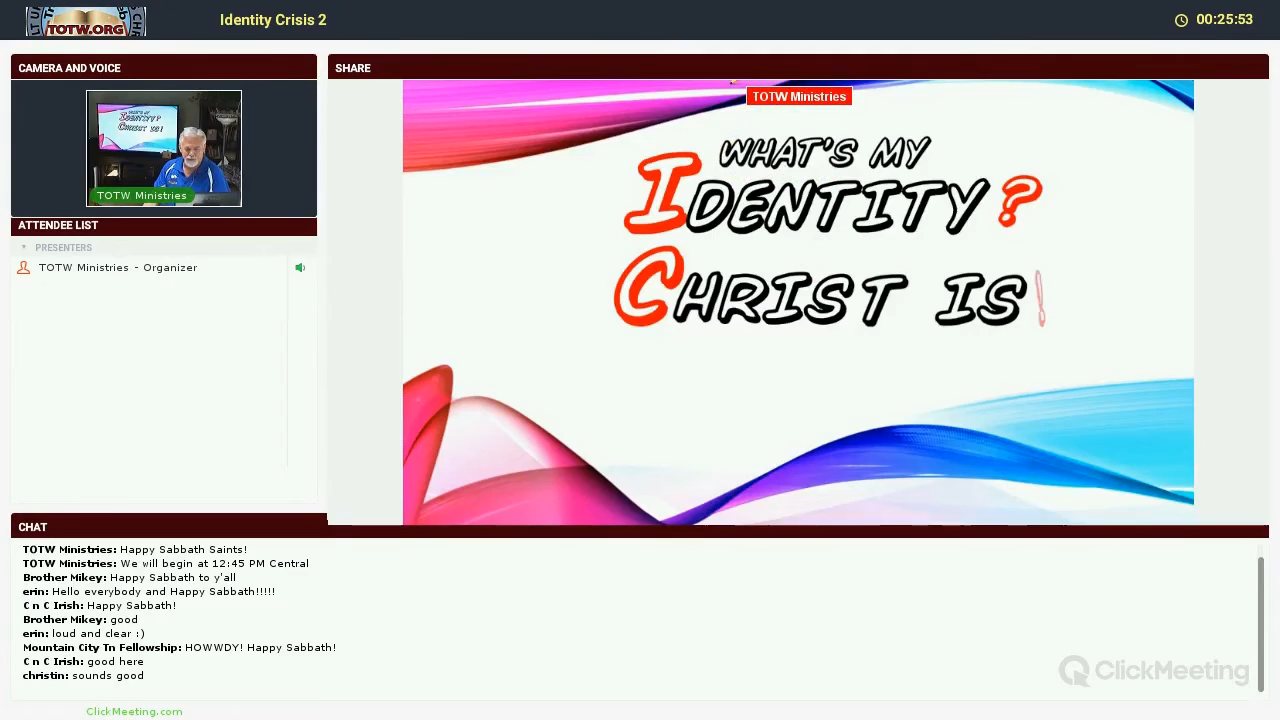 TOTW.ORG
Identity Crisis 2
00:25:53
CAMERA AND VOICE
TOTW Ministries
ATTENDEE LIST
PRESENTERS
TOTW Ministries - Organizer
SHARE
TOTW Ministries
WHAT'S MY
IDENTITY?
CHRIST IS!
CHAT
TOTW Ministries: Happy Sabbath Saints!
TOTW Ministries: We will begin at 12:45 PM Central
Brother Mikey: Happy Sabbath to y'all
erin: Hello everybody and Happy Sabbath!!!!!
C n C Irish: Happy Sabbath!
Brother Mikey: good
erin: loud and clear :)
Mountain City Tn Fellowship: HOWWDY! Happy Sabbath!
C n C Irish: good here
christin: sounds good
ClickMeeting
ClickMeeting.com